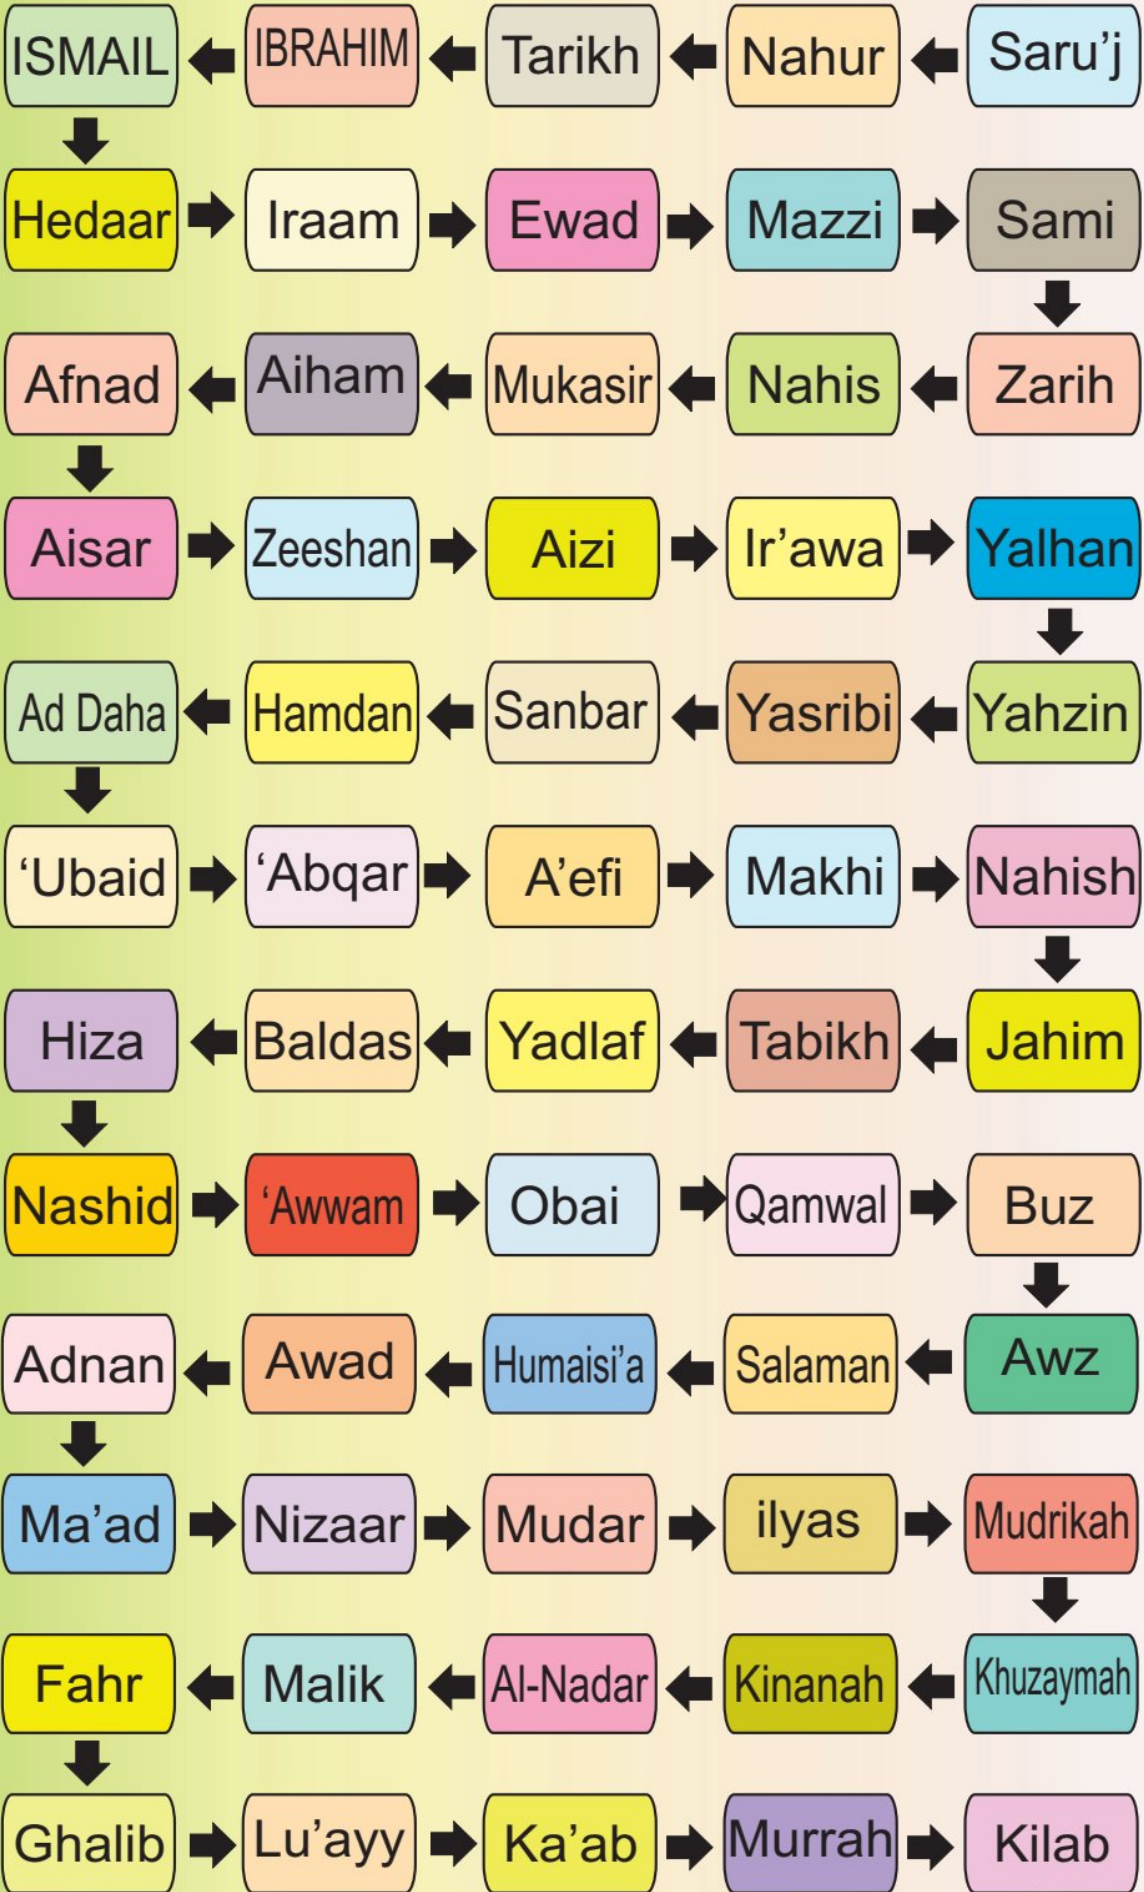 ISMAIL IBRAHIM Tarikh Nahur Saru’j
Hedaar Iraam Ewad Mazzi Sami
Afnad Aiham Mukasir Nahis Zarih
Aisar Zeeshan Aizi Ir’awa Yalhan
Ad Daha Hamdan Sanbar Yasribi Yahzin
‘Ubaid ‘Abqar A’efi Makhi Nahish
Hiza Baldas Yadlaf Tabikh Jahim
Nashid ‘Awwam Obai Qamwal Buz
Adnan Awad Humaisi’a Salaman Awz
Ma’ad Nizaar Mudar ilyas Mudrikah
Fahr Malik Al-Nadar Kinanah Khuzaymah
Ghalib Lu’ayy Ka’ab Murrah Kilab